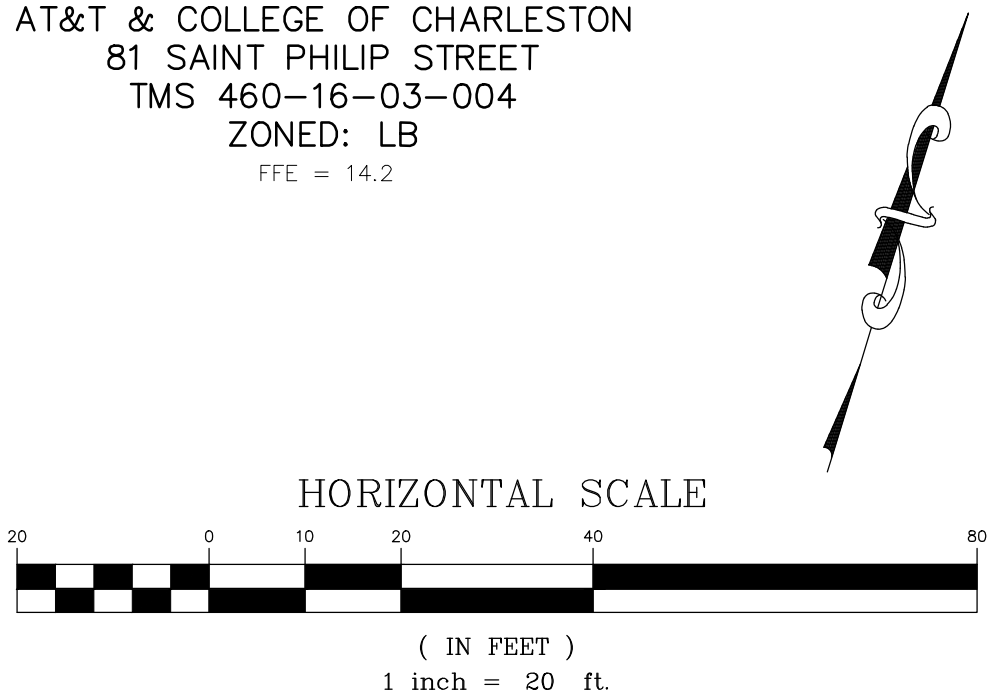 AT&T & COLLEGE OF CHARLESTON
81 SAINT PHILIP STREET
TMS 460-16-03-004
ZONED: LB
FFE = 14.2
HORIZONTAL SCALE
20 0 10 20 40 80
( IN FEET )
1 inch = 20 ft.